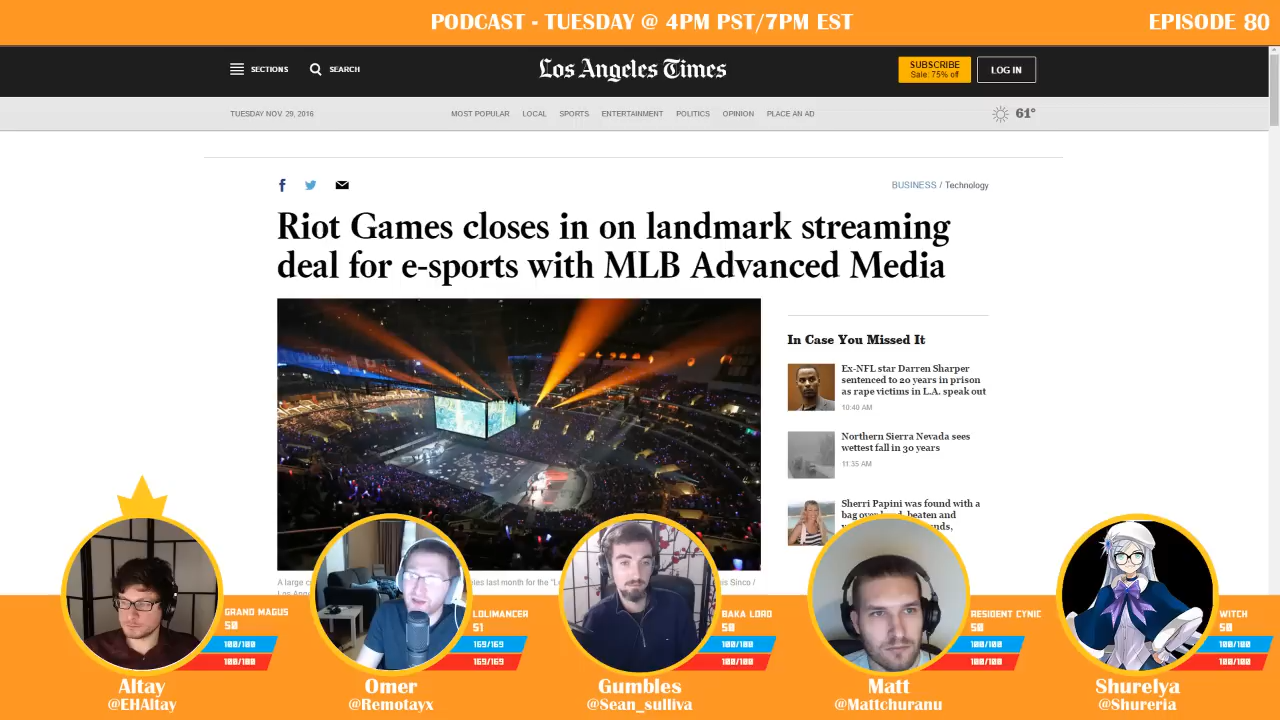 PODCAST - TUESDAY @ 4PM PST/7PM EST
EPISODE 80
SECTIONS
SEARCH
Los Angeles Times
SUBSCRIBE
Sale: 75% off
LOG IN
TUESDAY NOV. 29, 2016
MOST POPULAR LOCAL SPORTS ENTERTAINMENT POLITICS OPINION PLACE AN AD
61°
BUSINESS / Technology
Riot Games closes in on landmark streaming
deal for e-sports with MLB Advanced Media
In Case You Missed It
Ex-NFL star Darren Sharper
sentenced to 20 years in prison
as rape victims in L.A. speak out
10:40 AM
Northern Sierra Nevada sees
wettest fall in 30 years
11:35 AM
Sherri Papini was found with a
bag beaten and
A large
last month for the
Sinco /
GRAND MAGUS
50
100/100
100/100
LOLIMANCER
51
169/169
169/169
BAKA LORD
50
100/100
100/100
RESIDENT CYNIC
50
100/100
100/100
WITCH
50
100/100
100/100
Altay
@EHAltay
Omer
@Remotayx
Gumbles
@Sean_sulliva
Matt
@Mattchuranu
Shurelya
@Shureria